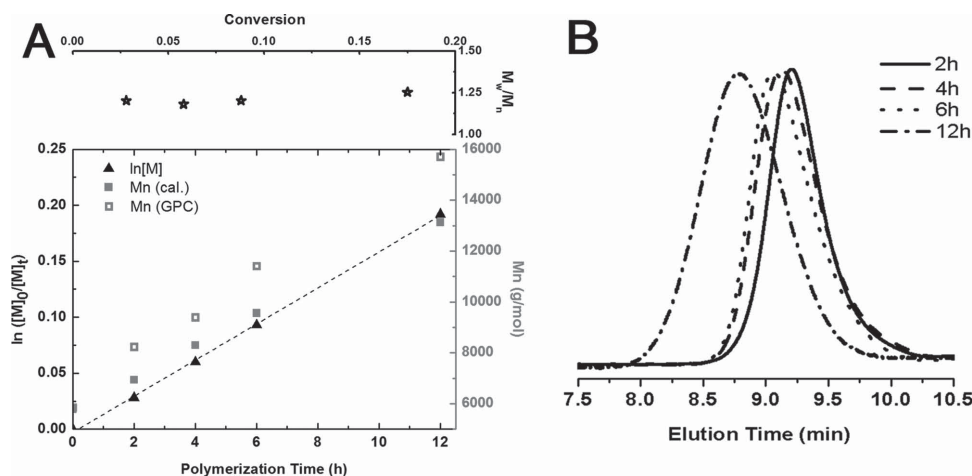 A
Conversion
0.00 0.05 0.10 0.15 0.20
1.50
1.25
1.00
Mw/Mn
0.25
0.20
0.15
0.10
0.05
0.00
ln ([M]0/[M]t)
ln[M]
Mn (cal.)
Mn (GPC)
16000
14000
12000
10000
8000
6000
Mn (g/mol)
0 2 4 6 8 10 12
Polymerization Time (h)
B
2h
4h
6h
12h
7.5 8.0 8.5 9.0 9.5 10.0 10.5
Elution Time (min)